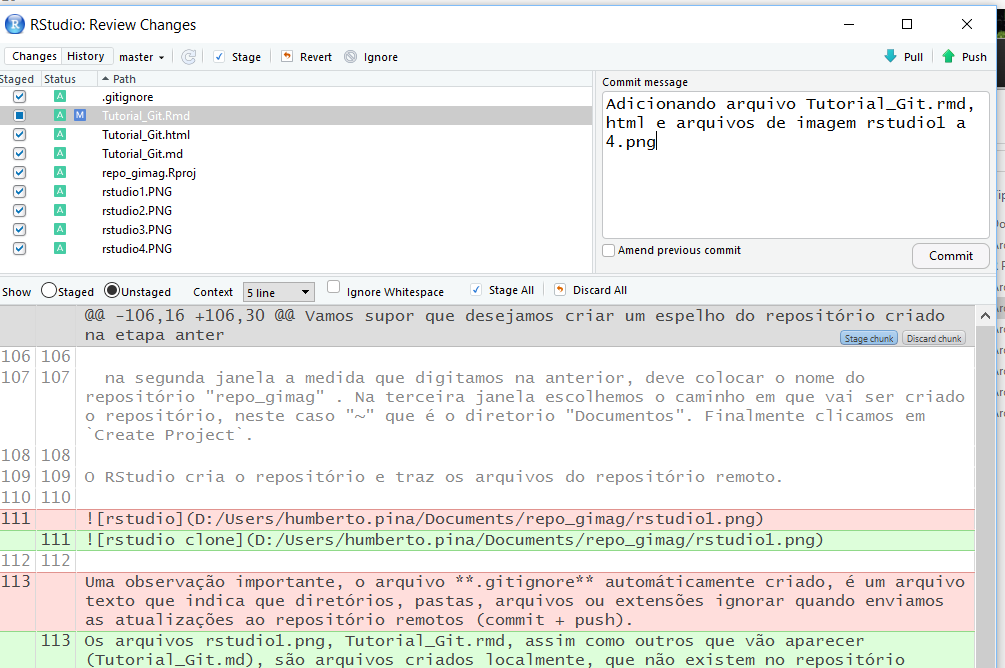 RStudio: Review Changes
Changes History master Stage Revert Ignore Pull Push
Staged Status Path
A .gitignore
A M Tutorial_Git.Rmd
A Tutorial_Git.html
A Tutorial_Git.md
A repo_gimag.Rproj
A rstudio1.PNG
A rstudio2.PNG
A rstudio3.PNG
A rstudio4.PNG
Commit message
Adicionando arquivo Tutorial_Git.rmd,
html e arquivos de imagem rstudio1 a
4.png
Amend previous commit
Commit
Show Staged Unstaged Context 5 line Ignore Whitespace Stage All Discard All
@@ -106,16 +106,30 @@ Vamos supor que desejamos criar um espelho do repositório criado
na etapa anter
Stage chunk Discard chunk
106 106
107 107 na segunda janela a medida que digitamos na anterior, deve colocar o nome do
repositório "repo_gimag" . Na terceira janela escolhemos o caminho em que vai ser criado
o repositório, neste caso "~" que é o diretorio "Documentos". Finalmente clicamos em
`Create Project`.
108 108
109 109 O RStudio cria o repositório e traz os arquivos do repositório remoto.
110 110
111 ![rstudio](D:/Users/humberto.pina/Documents/repo_gimag/rstudio1.png)
111 ![rstudio clone](D:/Users/humberto.pina/Documents/repo_gimag/rstudio1.png)
112 112
113 Uma observação importante, o arquivo **.gitignore** automáticamente criado, é um arquivo
texto que indica que diretórios, pastas, arquivos ou extensões ignorar quando enviamos
as atualizações ao repositório remotos (commit + push).
113 Os arquivos rstudio1.png, Tutorial_Git.rmd, assim como outros que vão aparecer
(Tutorial_Git.md), são arquivos criados localmente, que não existem no repositório